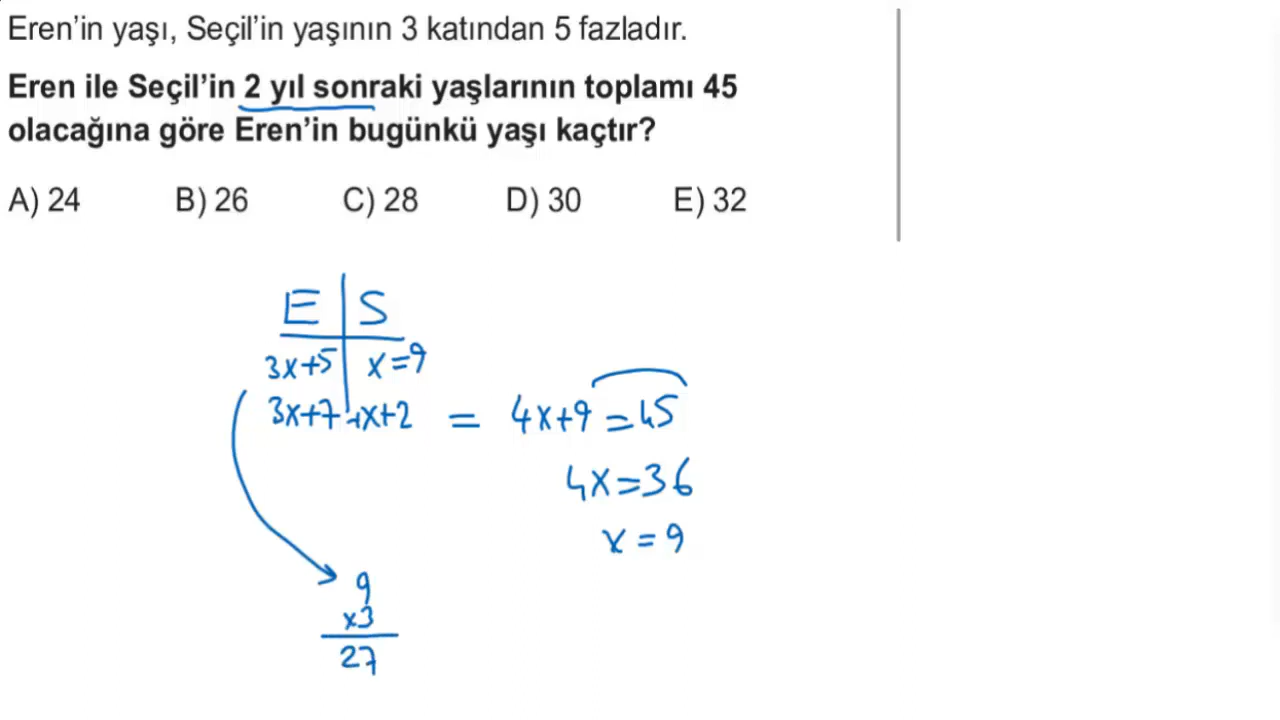 Eren’in yaşı, Seçil’in yaşının 3 katından 5 fazladır.
Eren ile Seçil’in 2 yıl sonraki yaşlarının toplamı 45
olacağına göre Eren’in bugünkü yaşı kaçtır?
A) 24 B) 26 C) 28 D) 30 E) 32
E S
3x+5 x=9
3x+7 +x+2 = 4x+9=45
4x=36
x=9
9
x3
27